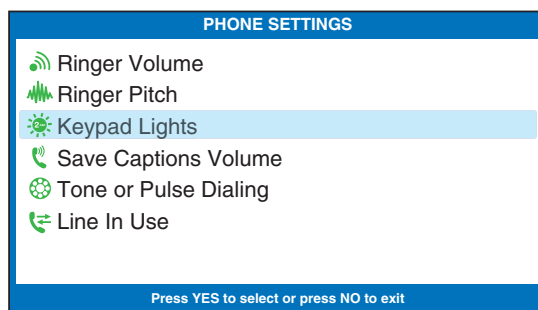 PHONE SETTINGS
Ringer Volume
Ringer Pitch
Keypad Lights
Save Captions Volume
Tone or Pulse Dialing
Line In Use
Press YES to select or press NO to exit